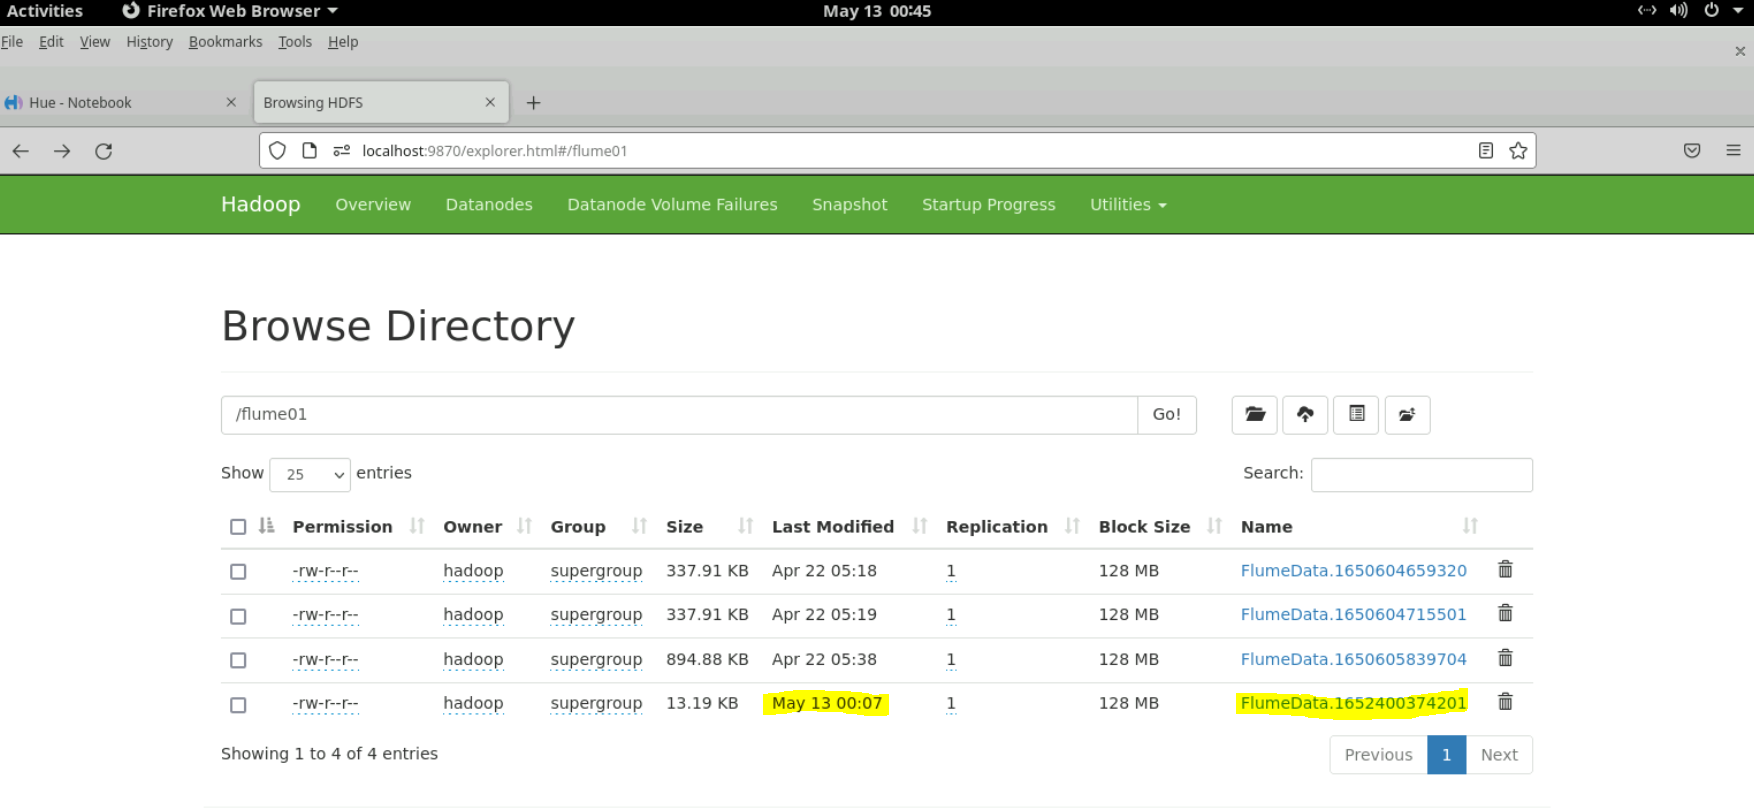 Activities Firefox Web Browser May 13 00:45
File Edit View History Bookmarks Tools Help
Hue - Notebook Browsing HDFS
localhost:9870/explorer.html#/flume01
Hadoop Overview Datanodes Datanode Volume Failures Snapshot Startup Progress Utilities
Browse Directory
/flume01 Go!
Show 25 entries Search:
Permission Owner Group Size Last Modified Replication Block Size Name
-rw-r--r-- hadoop supergroup 337.91 KB Apr 22 05:18 1 128 MB FlumeData.1650604659320
-rw-r--r-- hadoop supergroup 337.91 KB Apr 22 05:19 1 128 MB FlumeData.1650604715501
-rw-r--r-- hadoop supergroup 894.88 KB Apr 22 05:38 1 128 MB FlumeData.1650605839704
-rw-r--r-- hadoop supergroup 13.19 KB May 13 00:07 1 128 MB FlumeData.1652400374201
Showing 1 to 4 of 4 entries Previous 1 Next